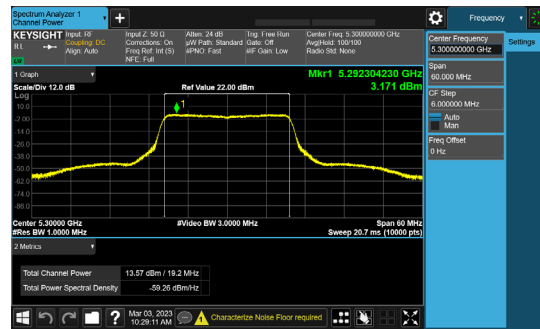 Spectrum Analyzer 1
Channel Power
Frequency
KEYSIGHT
RL
Input: RF
Coupling: DC
Align: Auto
Input Z: 50 Ω
Corrections: On
Freq Ref: Int (S)
NFE: Full
Atten: 24 dB
µW Path: Standard
#PNO: Fast
Trig: Free Run
Gate: Off
#IF Gain: Low
Center Freq: 5.300000000 GHz
Avg|Hold: 100/100
Radio Std: None
Center Frequency
5.300000000 GHz
Settings
Span
60.000 MHz
CF Step
6.000000 MHz
Auto
Man
Freq Offset
0 Hz
1 Graph
Scale/Div 12.0 dB
Ref Value 22.00 dBm
Mkr1 5.292304230 GHz
3.171 dBm
Log
10.0
-2.00
-14.0
-26.0
-38.0
-50.0
-62.0
-74.0
-86.0
1
Center 5.30000 GHz
#Video BW 3.0000 MHz
Span 60 MHz
#Res BW 1.0000 MHz
Sweep 20.7 ms (10000 pts)
2 Metrics
Total Channel Power 13.57 dBm / 19.2 MHz
Total Power Spectral Density -59.26 dBm/Hz
Mar 03, 2023
10:29:11 AM
Characterize Noise Floor required